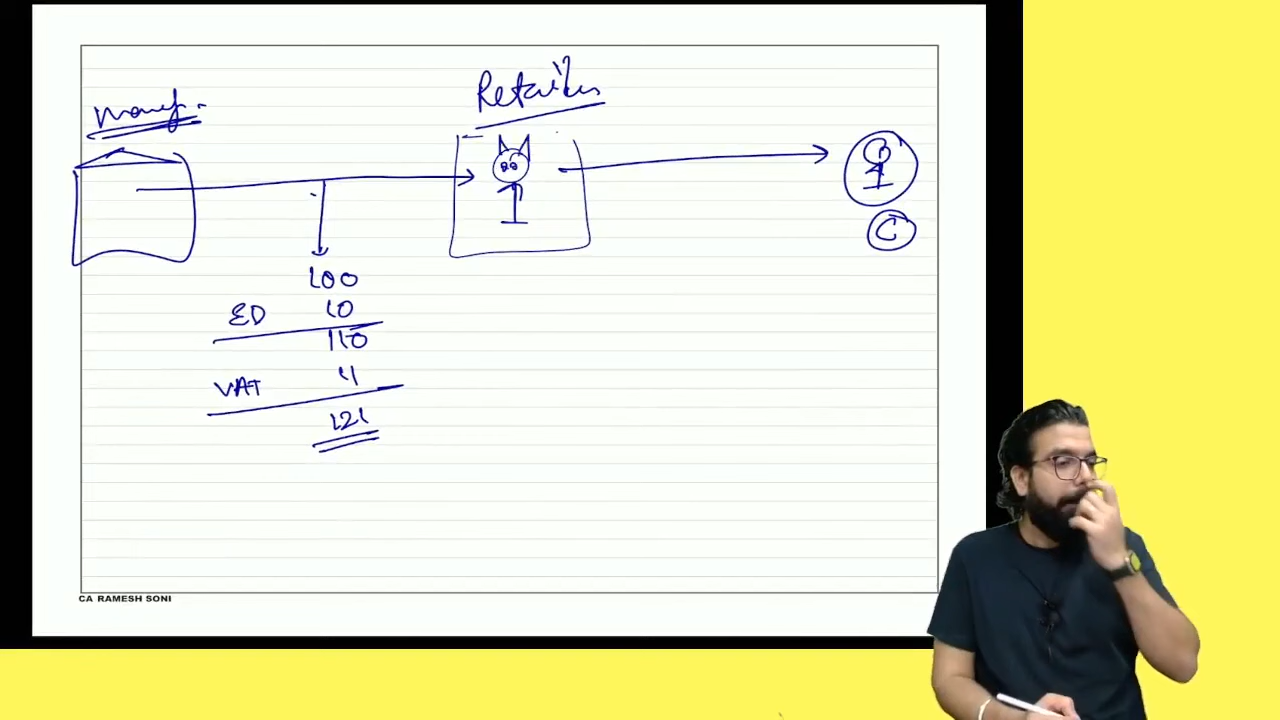 Manuf.
Retailer
C
100
ED 10
110
VAT 11
121
CA RAMESH SONI